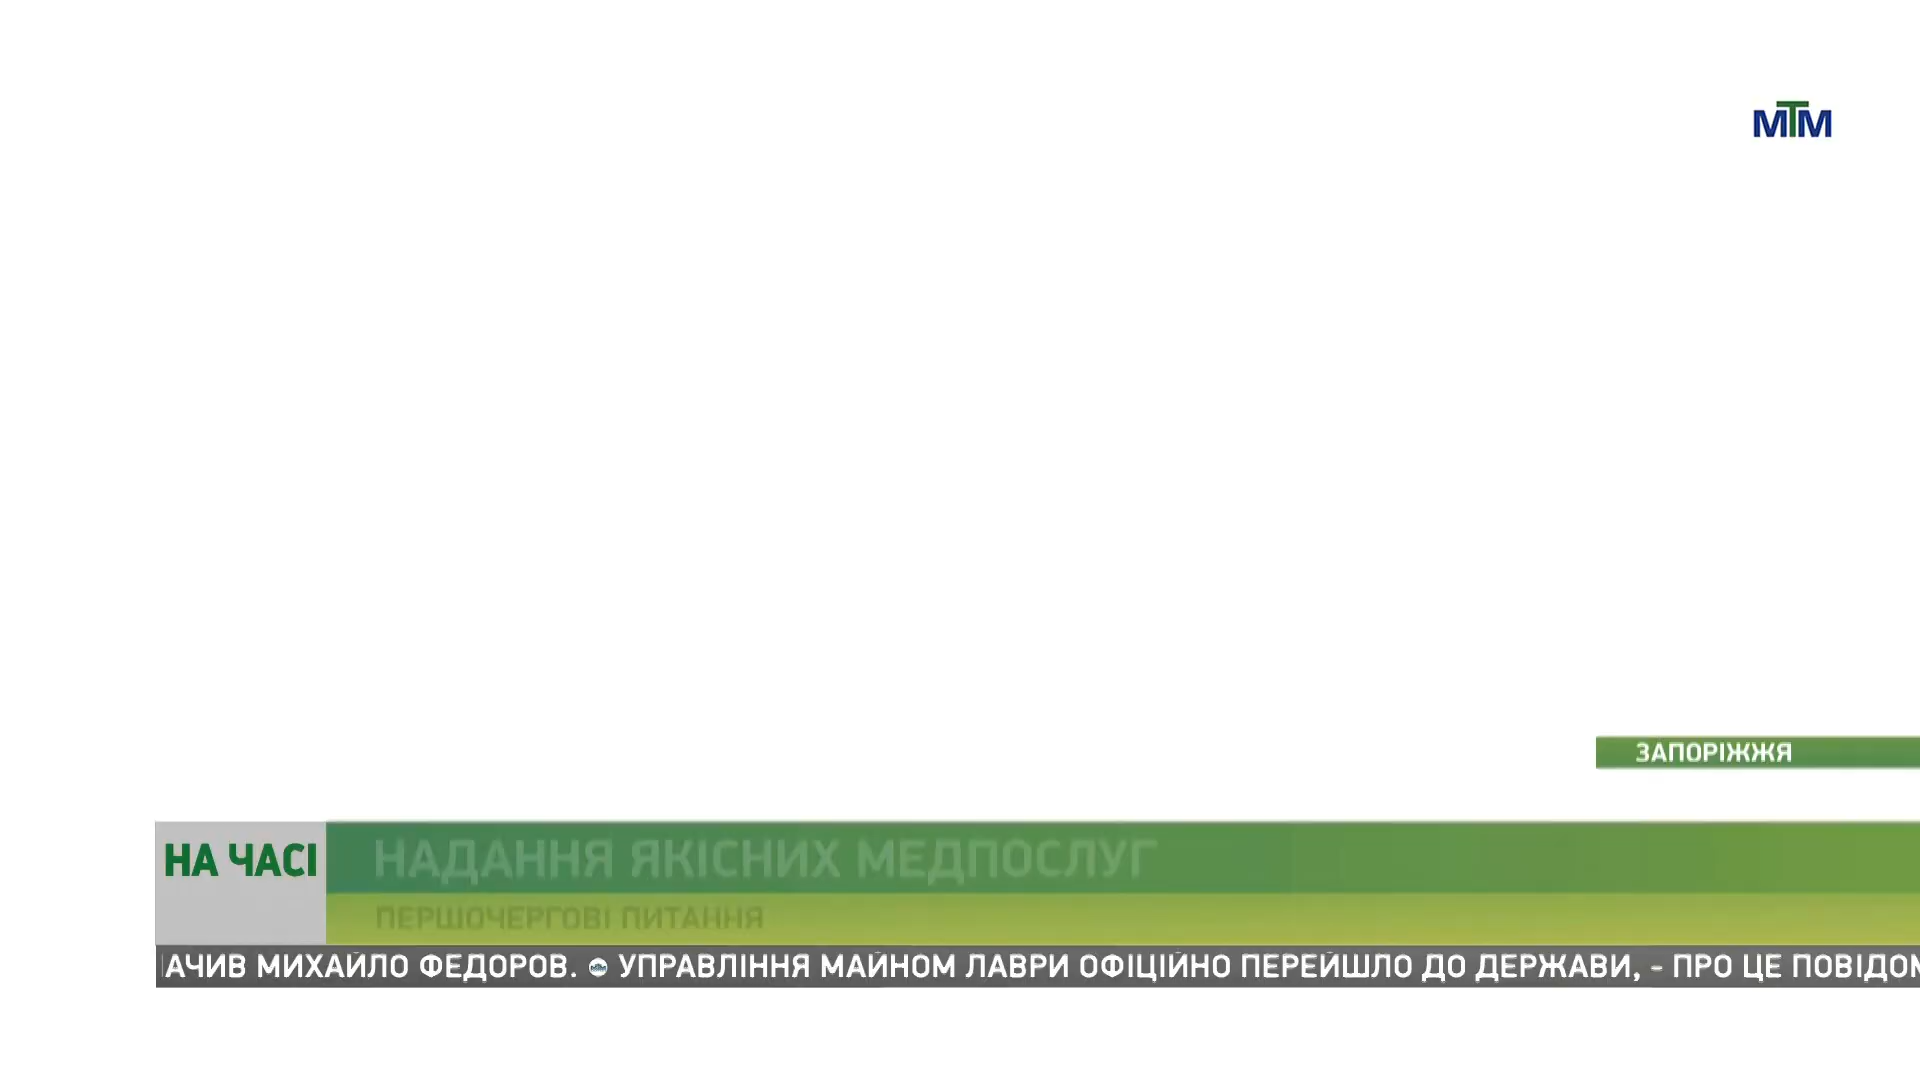 МТМ
ЗАПОРІЖЖЯ
НА ЧАСІ
НАДАННЯ ЯКІСНИХ МЕДПОСЛУГ
ПЕРШОЧЕРГОВІ ПИТАННЯ
АЧИВ МИХАЙЛО ФЕДОРОВ. УПРАВЛІННЯ МАЙНОМ ЛАВРИ ОФІЦІЙНО ПЕРЕЙШЛО ДО ДЕРЖАВИ, - ПРО ЦЕ ПОВІДОМ